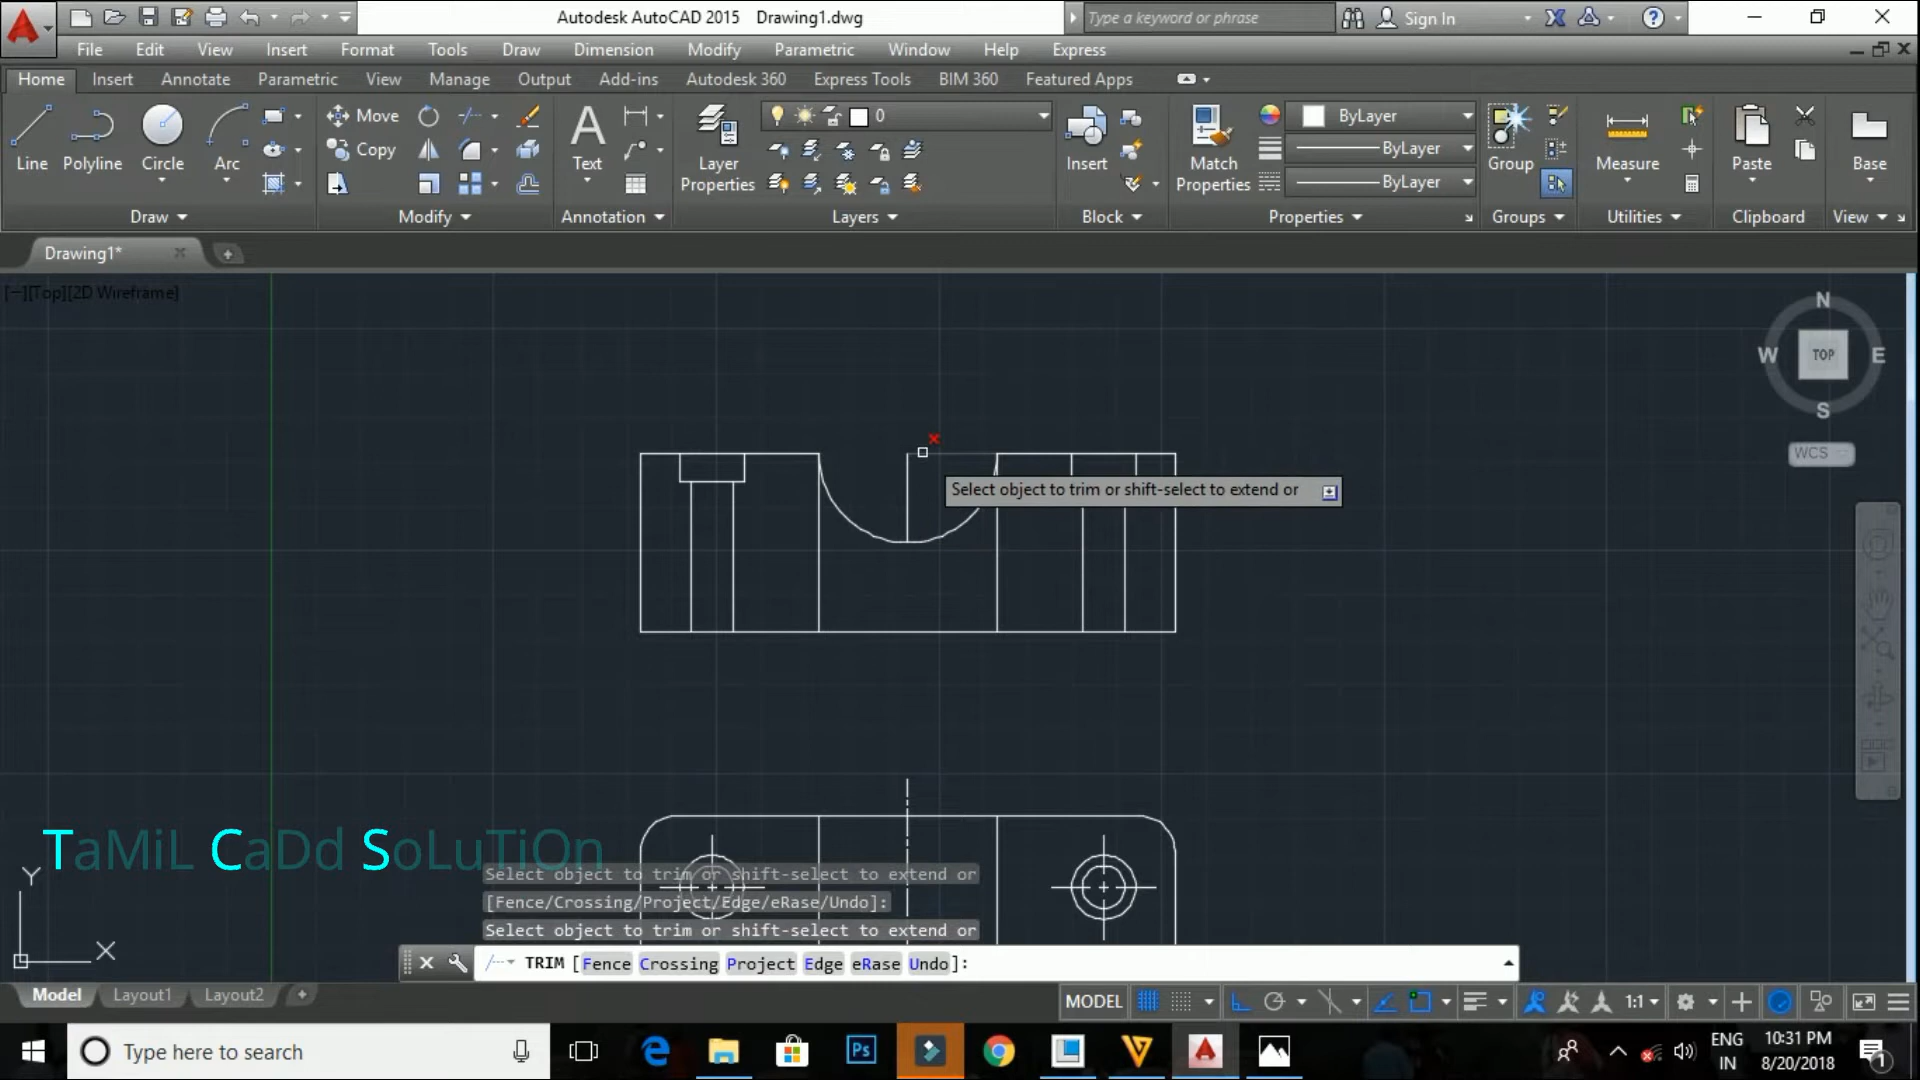 Autodesk AutoCAD 2015 Drawing1.dwg
Type a keyword or phrase
Sign In
File Edit View Insert Format Tools Draw Dimension Modify Parametric Window Help Express
Home Insert Annotate Parametric View Manage Output Add-ins Autodesk 360 Express Tools BIM 360 Featured Apps
Line Polyline Circle Arc
Move
Copy
A
Text
Layer
Properties
0
Insert
Match
Properties
ByLayer
ByLayer
ByLayer
Group
Measure
Paste
Base
Draw
Modify
Annotation
Layers
Block
Properties
Groups
Utilities
Clipboard
View
Drawing1*
[−][Top][2D Wireframe]
N
W TOP E
S
WCS
Select object to trim or shift-select to extend or
TaMiL CaDd SoLuTiOn
Y
X
Select object to trim or shift-select to extend or
[Fence/Crossing/Project/Edge/eRase/Undo]:
Select object to trim or shift-select to extend or
TRIM [Fence Crossing Project Edge eRase Undo]:
Model Layout1 Layout2
MODEL
1:1
Type here to search
Ps
ENG
IN
10:31 PM
8/20/2018
1